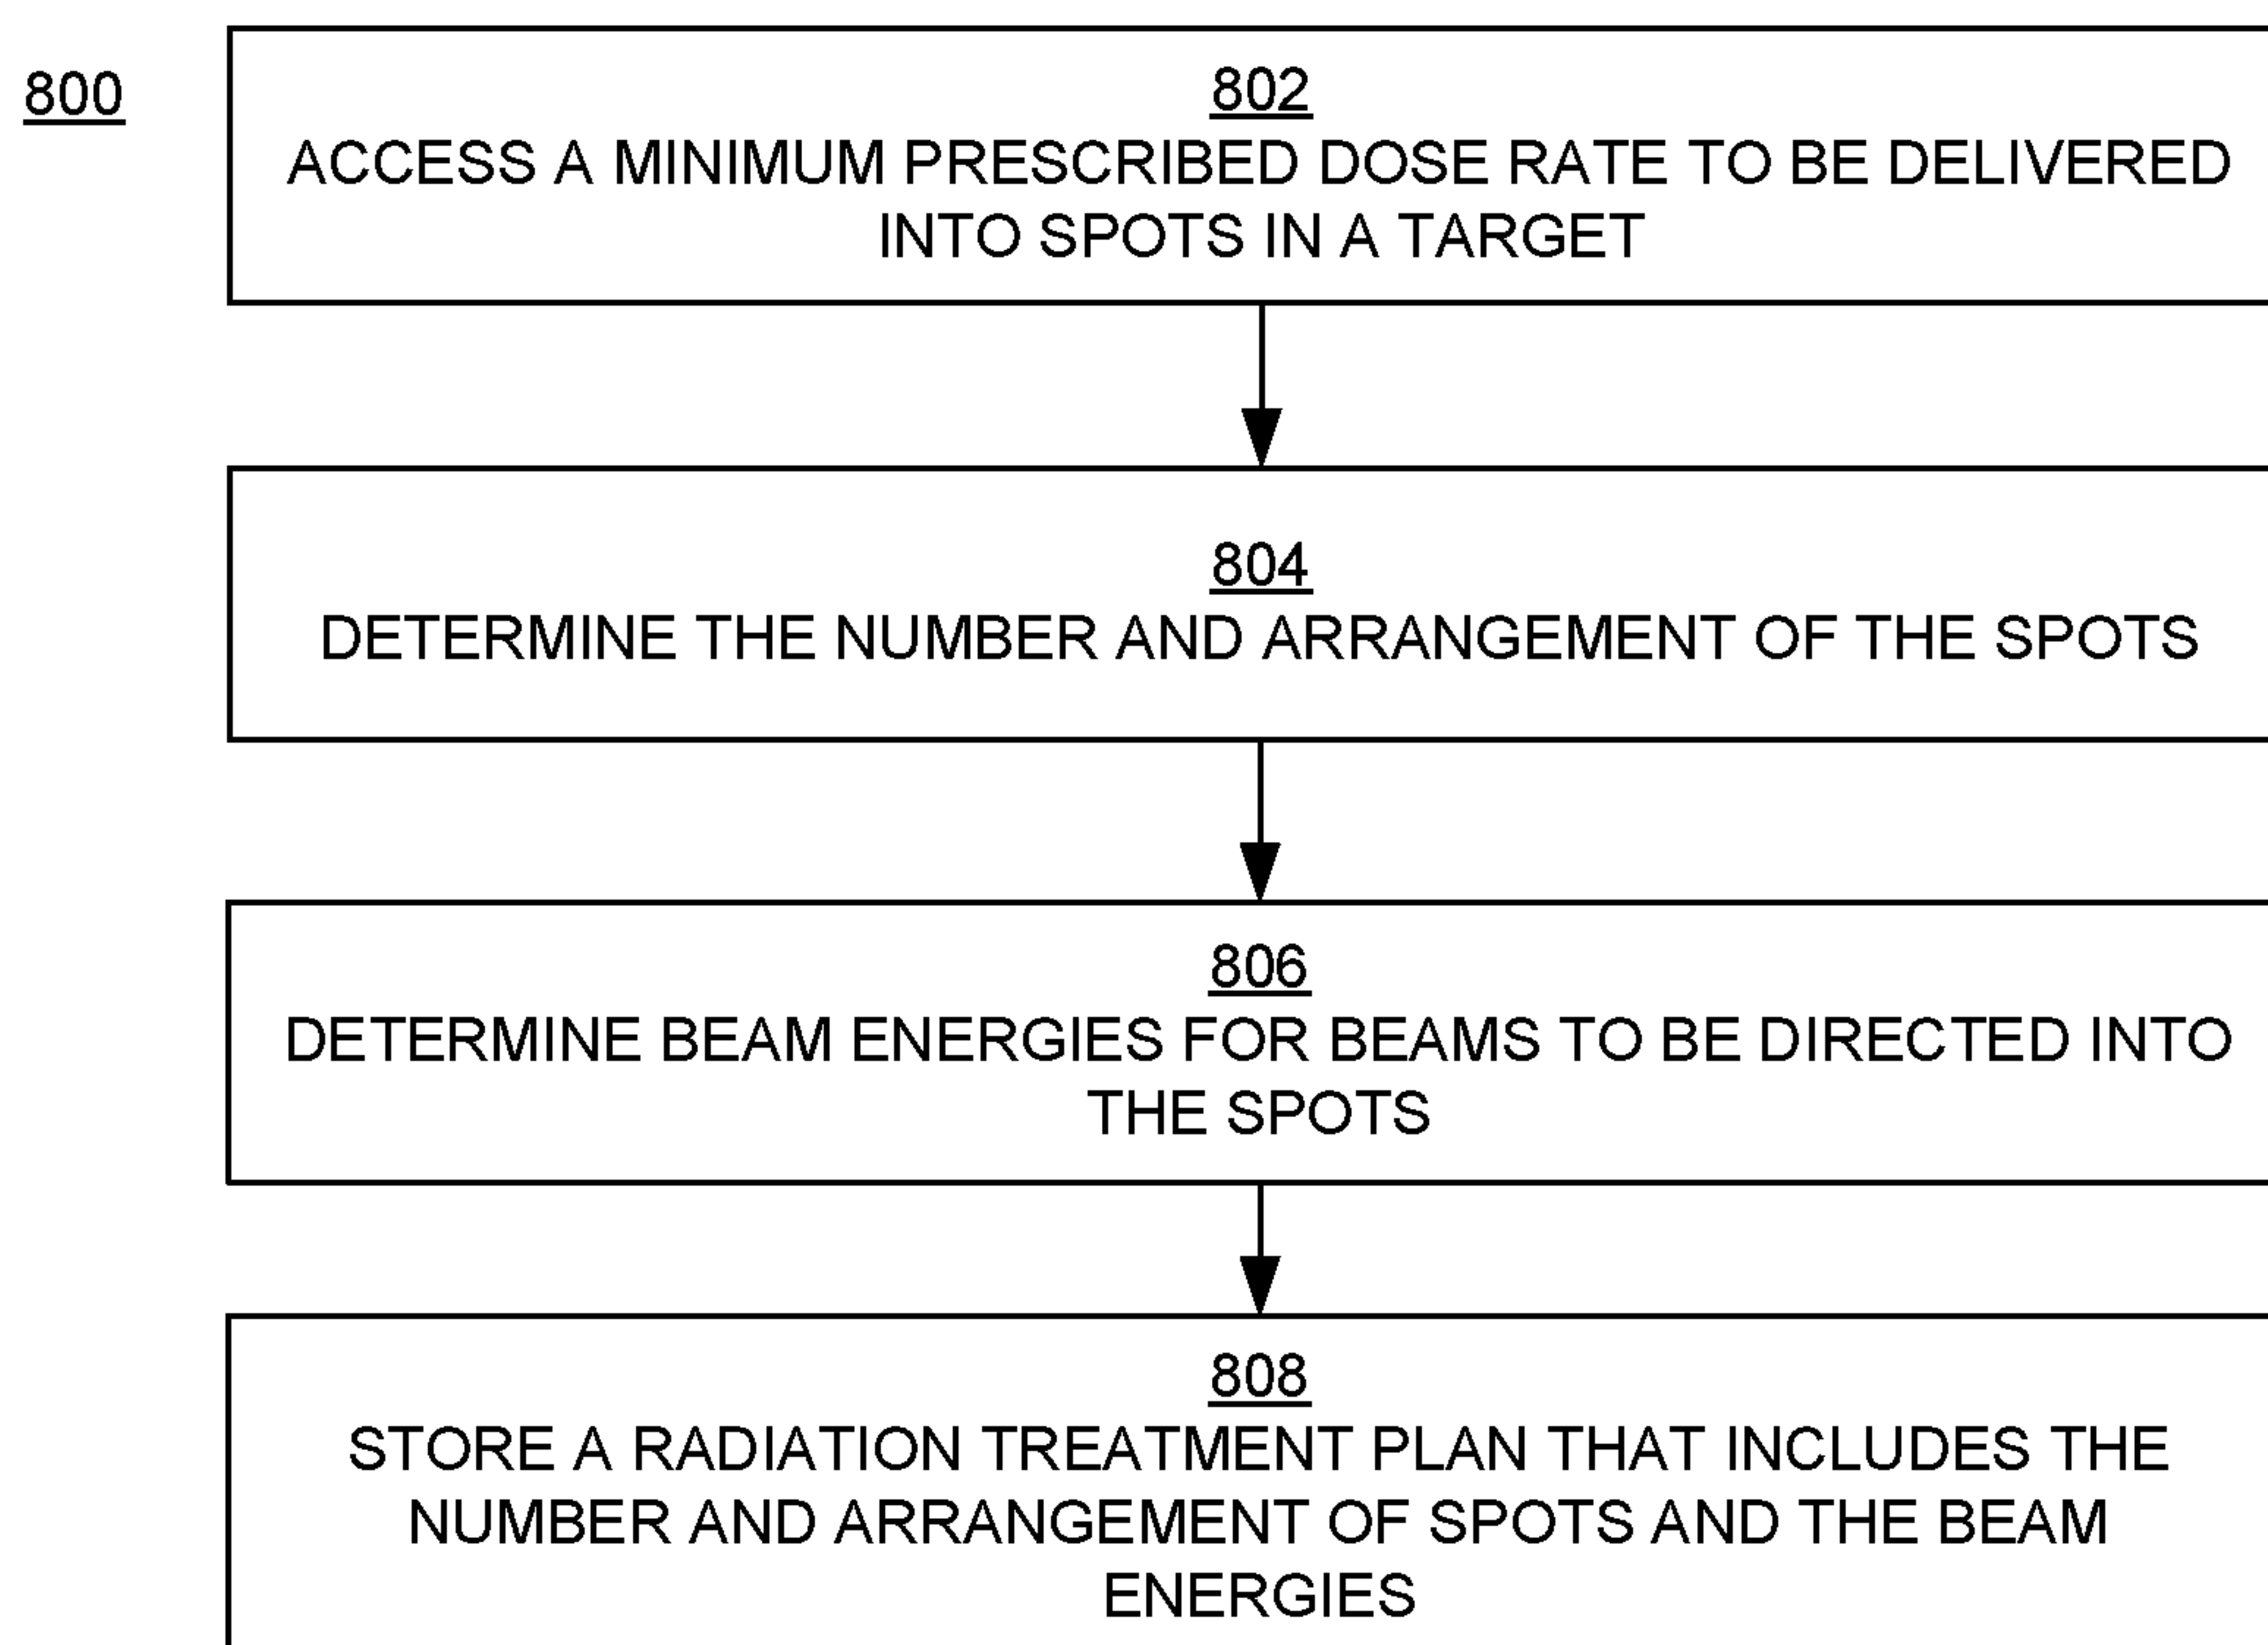 800
802
ACCESS A MINIMUM PRESCRIBED DOSE RATE TO BE DELIVERED
INTO SPOTS IN A TARGET
804
DETERMINE THE NUMBER AND ARRANGEMENT OF THE SPOTS
806
DETERMINE BEAM ENERGIES FOR BEAMS TO BE DIRECTED INTO
THE SPOTS
808
STORE A RADIATION TREATMENT PLAN THAT INCLUDES THE
NUMBER AND ARRANGEMENT OF SPOTS AND THE BEAM
ENERGIES